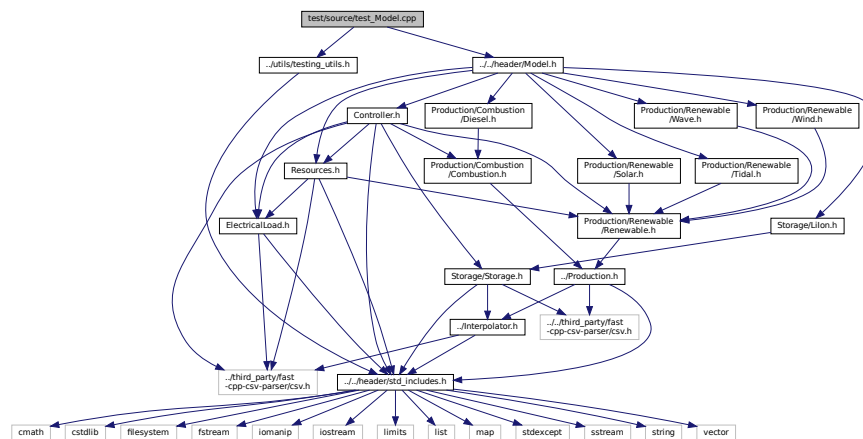 test/source/test_Model.cpp
../utils/testing_utils.h
../../header/Model.h
Controller.h
Production/Combustion
/Diesel.h
Production/Renewable
/Wave.h
Production/Renewable
/Wind.h
Resources.h
Production/Combustion
/Combustion.h
Production/Renewable
/Solar.h
Production/Renewable
/Tidal.h
ElectricalLoad.h
Production/Renewable
/Renewable.h
Storage/LiIon.h
Storage/Storage.h
../Production.h
../Interpolator.h
../../third_party/fast
-cpp-csv-parser/csv.h
../third_party/fast
-cpp-csv-parser/csv.h
../../header/std_includes.h
cmath
cstdlib
filesystem
fstream
iomanip
iostream
limits
list
map
stdexcept
sstream
string
vector